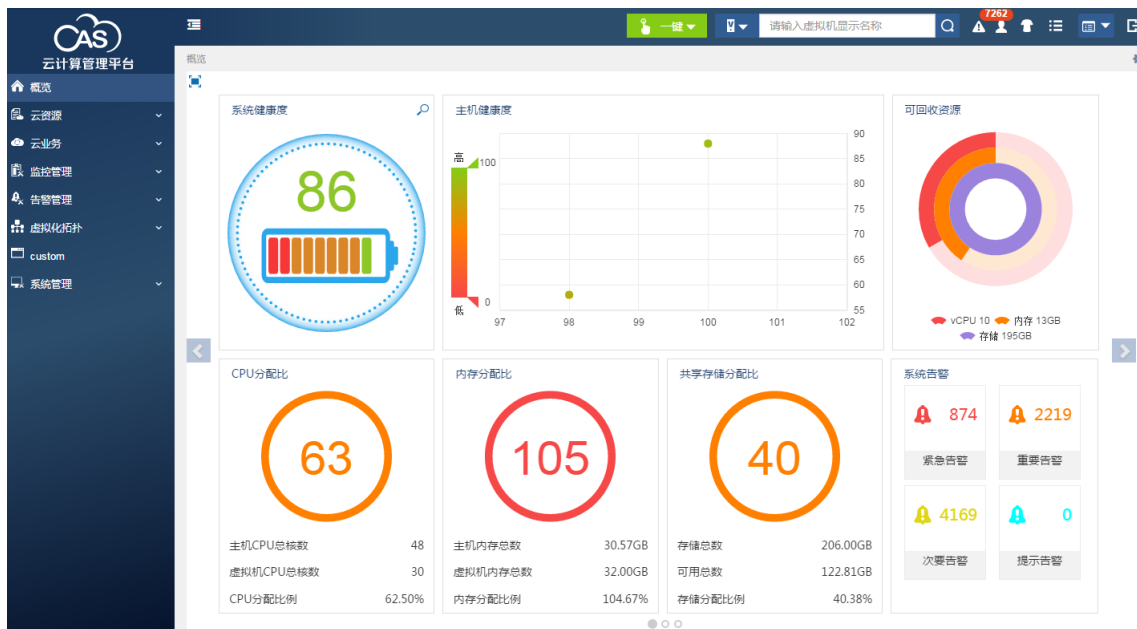 CAS
云计算管理平台
一键
请输入虚拟机显示名称
7262
概览
云资源
云业务
监控管理
告警管理
虚拟化拓扑
custom
系统管理
概览
系统健康度
86
主机健康度
高
100
0
低
90
85
80
75
70
65
60
55
97 98 99 100 101 102
可回收资源
vCPU 10 内存 13GB
存储 195GB
CPU分配比
63
主机CPU总核数 48
虚拟机CPU总核数 30
CPU分配比例 62.50%
内存分配比
105
主机内存总数 30.57GB
虚拟机内存总数 32.00GB
内存分配比例 104.67%
共享存储分配比
40
存储总数 206.00GB
可用总数 122.81GB
存储分配比例 40.38%
系统告警
874 2219
紧急告警 重要告警
4169 0
次要告警 提示告警